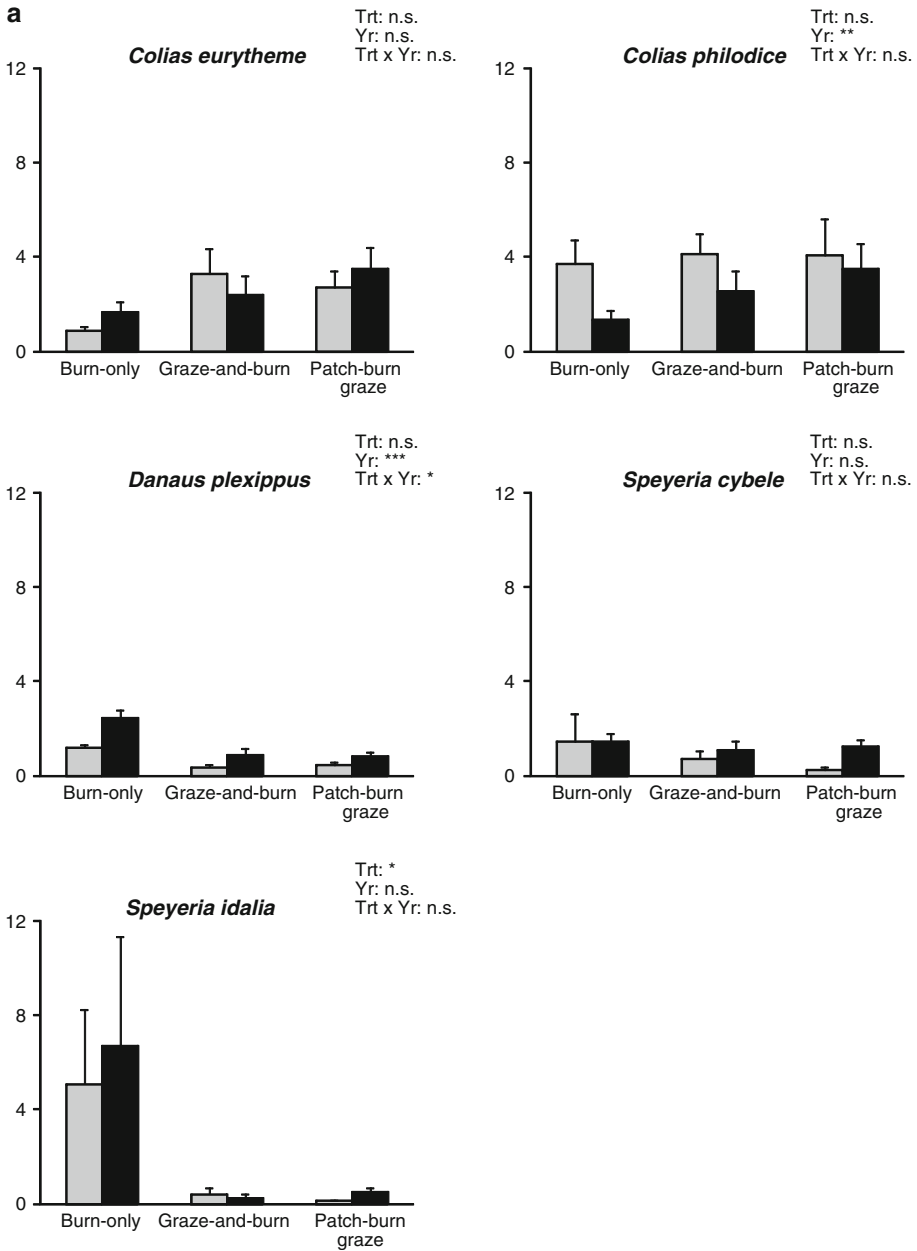 a
Trt: n.s.
Yr: n.s.
Trt x Yr: n.s.
Colias eurytheme
12
8
4
0
Burn-only
Graze-and-burn
Patch-burn
graze
Trt: n.s.
Yr: **
Trt x Yr: n.s.
Colias philodice
12
8
4
0
Burn-only
Graze-and-burn
Patch-burn
graze
Trt: n.s.
Yr: ***
Trt x Yr: *
Danaus plexippus
12
8
4
0
Burn-only
Graze-and-burn
Patch-burn
graze
Trt: n.s.
Yr: n.s.
Trt x Yr: n.s.
Speyeria cybele
12
8
4
0
Burn-only
Graze-and-burn
Patch-burn
graze
Trt: *
Yr: n.s.
Trt x Yr: n.s.
Speyeria idalia
12
8
4
0
Burn-only
Graze-and-burn
Patch-burn
graze